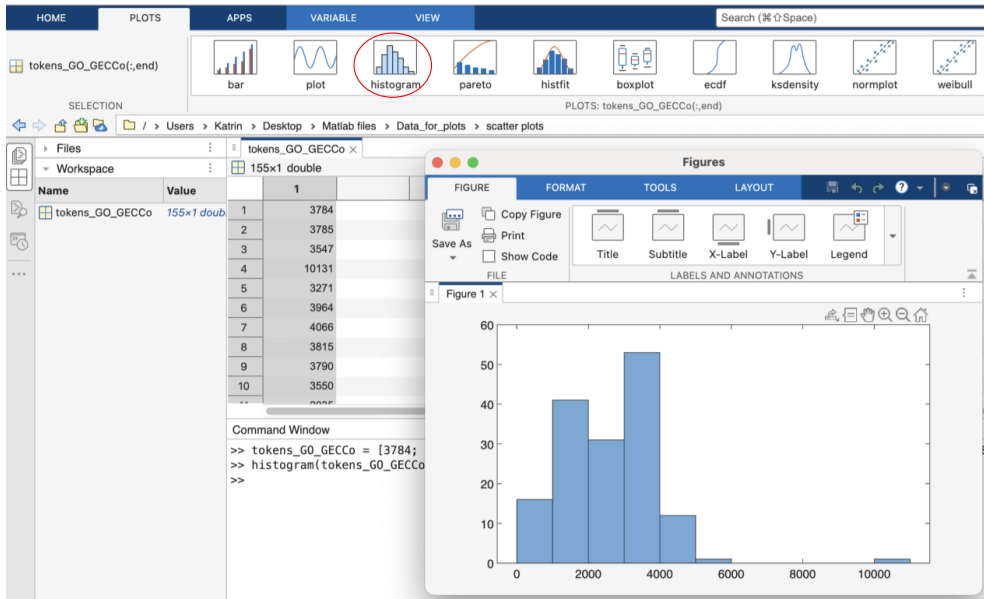 HOME PLOTS APPS VARIABLE VIEW Search (⌘⇧Space)
tokens_GO_GECCo(:,end)
bar plot histogram pareto histfit boxplot ecdf ksdensity normplot weibull
SELECTION PLOTS: tokens_GO_GECCo(:,end)
/ > Users > Katrin > Desktop > Matlab files > Data_for_plots > scatter plots
Files
Workspace
Name Value
tokens_GO_GECCo 155×1 doub
tokens_GO_GECCo ×
155×1 double
1
1 3784
2 3785
3 3547
4 10131
5 3271
6 3964
7 4066
8 3815
9 3790
10 3550
Command Window
>> tokens_GO_GECCo = [3784;
>> histogram(tokens_GO_GECCo
>>
Figures
FIGURE FORMAT TOOLS LAYOUT
Save As
Copy Figure
Print
Show Code
Title Subtitle X-Label Y-Label Legend
FILE LABELS AND ANNOTATIONS
Figure 1 ×
60
50
40
30
20
10
0
0 2000 4000 6000 8000 10000